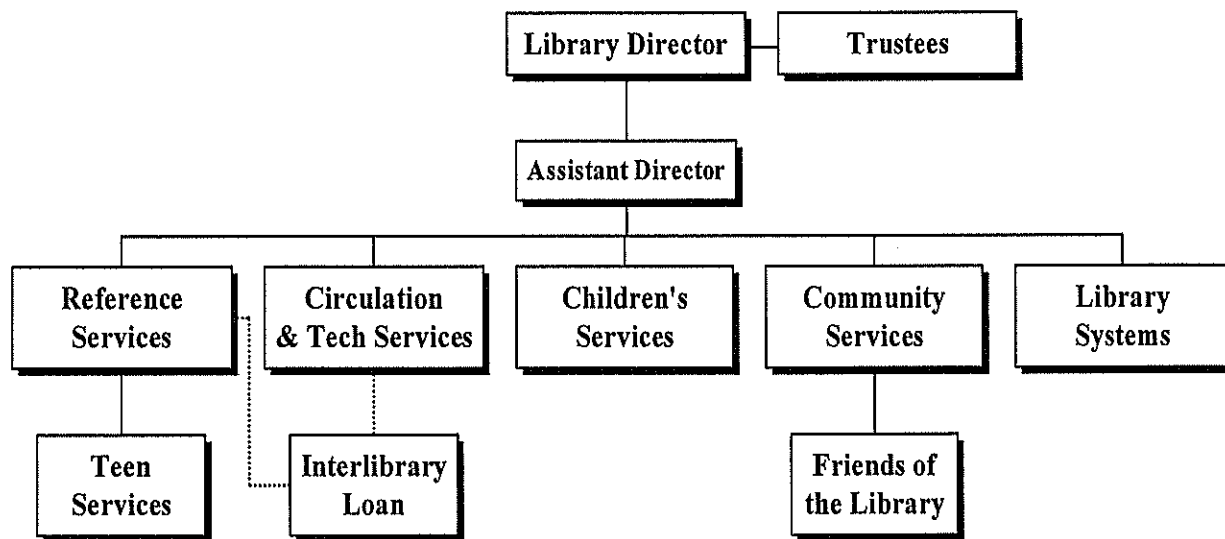 Library Director
Trustees
Assistant Director
Reference
Services
Circulation
& Tech Services
Children's
Services
Community
Services
Library
Systems
Teen
Services
Interlibrary
Loan
Friends of
the Library